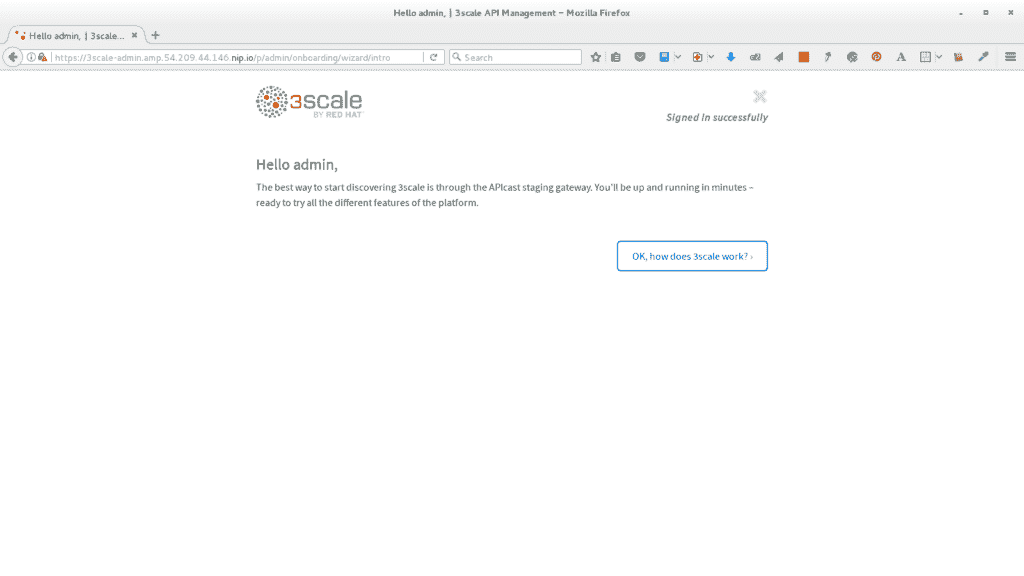 Hello admin, | 3scale API Management - Mozilla Firefox
Hello admin, | 3scale...
https://3scale-admin.amp.54.209.44.146.nip.io/p/admin/onboarding/wizard/intro
Search
3scale
BY RED HAT
Signed in successfully
Hello admin,
The best way to start discovering 3scale is through the APIcast staging gateway. You'll be up and running in minutes –
ready to try all the different features of the platform.
OK, how does 3scale work? ›